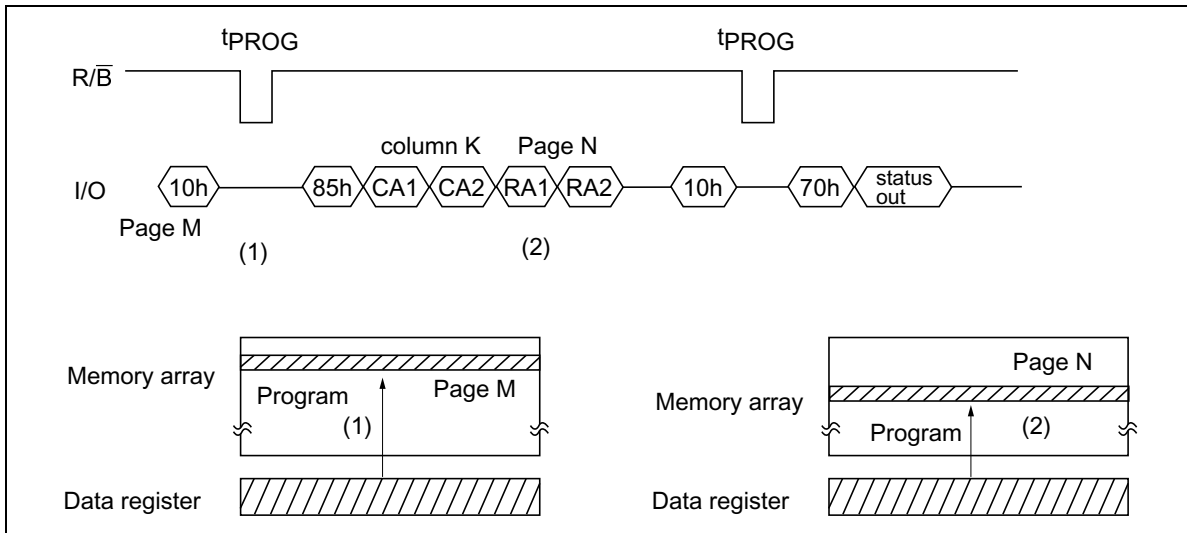 tPROG tPROG
R/B̅
column K Page N
I/O 10h 85h CA1 CA2 RA1 RA2 10h 70h status out
Page M
(1) (2)
Memory array Program (1) Page M
Data register
Memory array Page N Program (2)
Data register